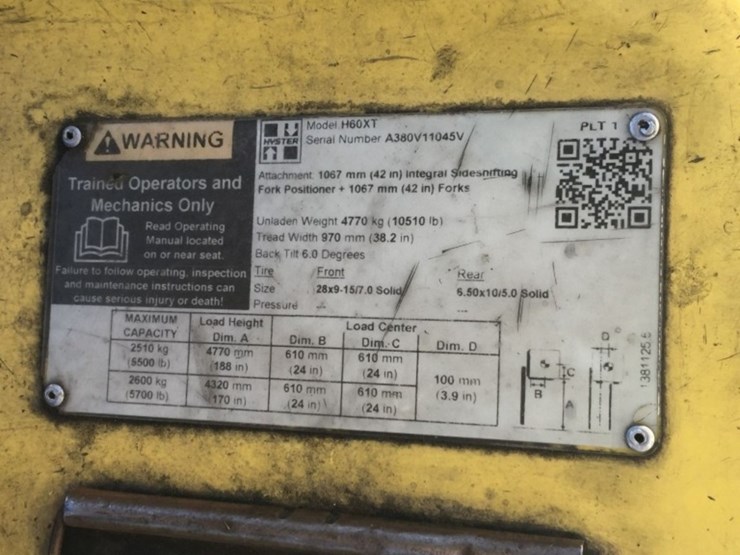 WARNING
Trained Operators and
Mechanics Only
Read Operating
Manual located
on or near seat.
Failure to follow operating, inspection
and maintenance instructions can
cause serious injury or death!
HYSTER
Model H60XT
Serial Number A380V11045V
PLT 1
Attachment 1067 mm (42 in) Integral Sideshifting
Fork Positioner + 1067 mm (42 in) Forks
Unladen Weight 4770 kg (10510 lb)
Tread Width 970 mm (38.2 in)
Back Tilt 6.0 Degrees
Tire Front Rear
Size 28x9-15/7.0 Solid 6.50x10/5.0 Solid
Pressure
MAXIMUM CAPACITY Load Height Load Center
Dim. A Dim. B Dim. C Dim. D
2510 kg 4770 mm 610 mm 610 mm
(5500 lb) (188 in) (24 in) (24 in)
100 mm
(3.9 in)
2600 kg 4320 mm 610 mm 610 mm
(5700 lb) (170 in) (24 in) (24 in)
B
C
A
D
1381125.6